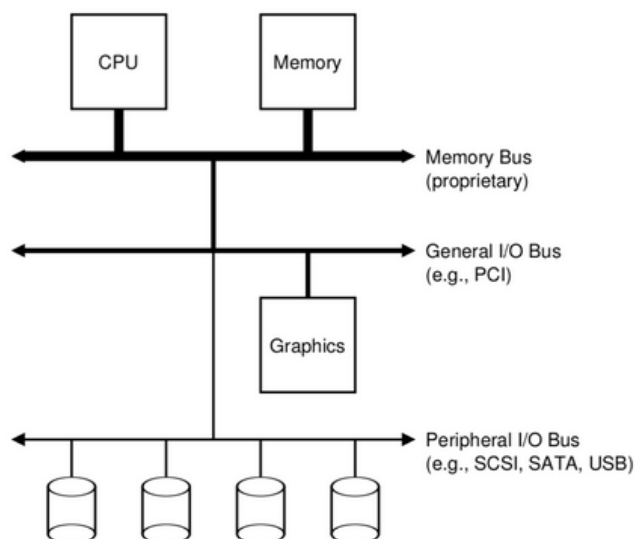 CPU
Memory
Memory Bus
(proprietary)
General I/O Bus
(e.g., PCI)
Graphics
Peripheral I/O Bus
(e.g., SCSI, SATA, USB)